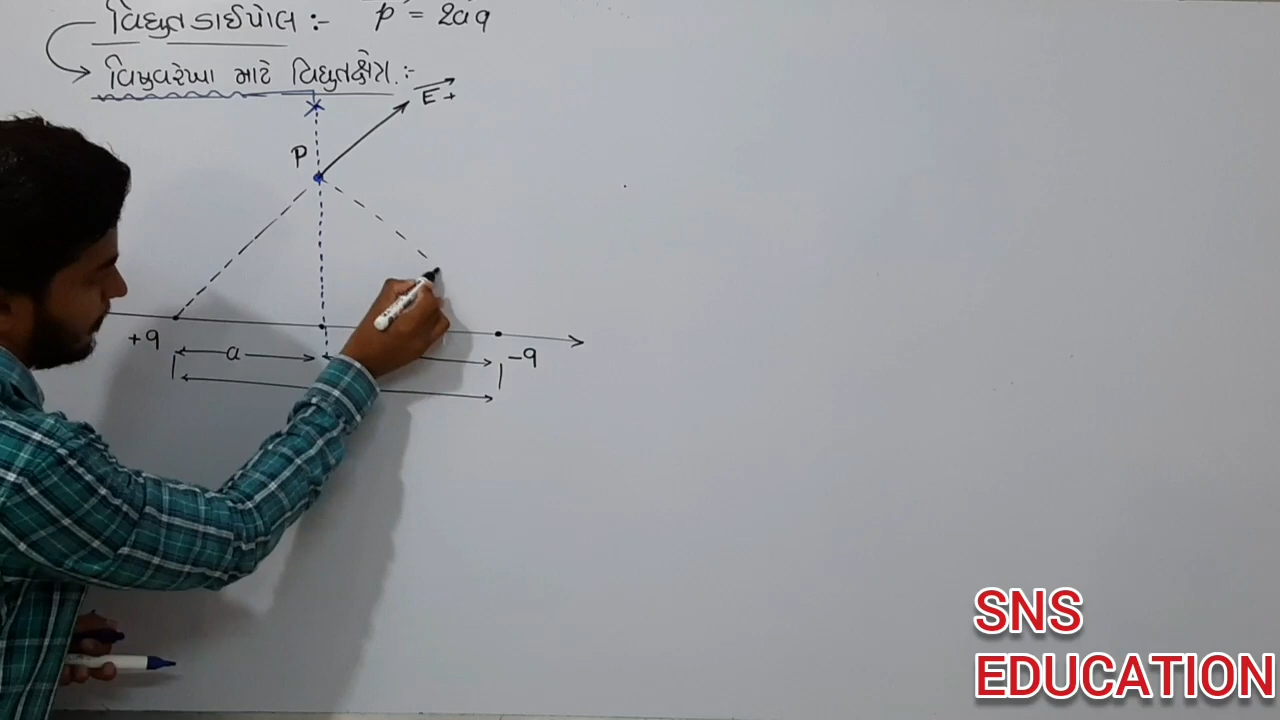 વિદ્યુત ડાઈપોલ :- p = 2aq
વિષુવરેખા માટે વિદ્યુતક્ષેત્ર :-
E+
P
+q
a
-q
SNS
EDUCATION